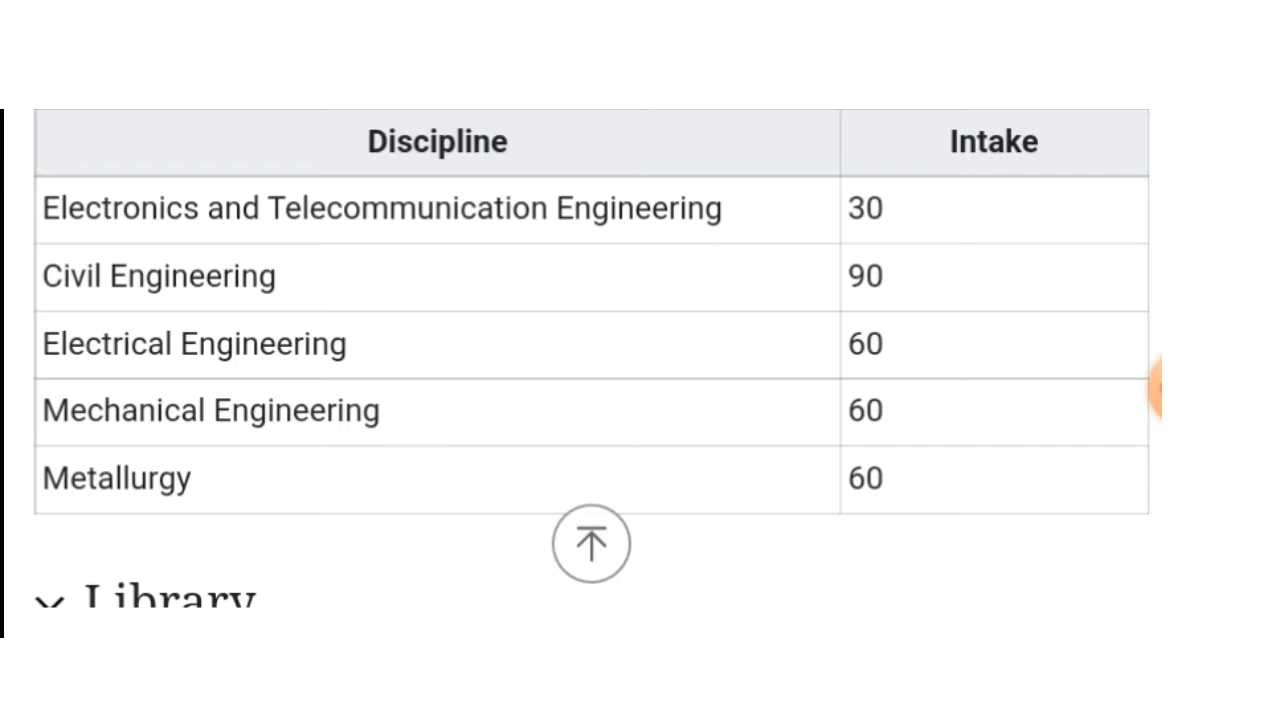 Discipline Intake
Electronics and Telecommunication Engineering 30
Civil Engineering 90
Electrical Engineering 60
Mechanical Engineering 60
Metallurgy 60
Library